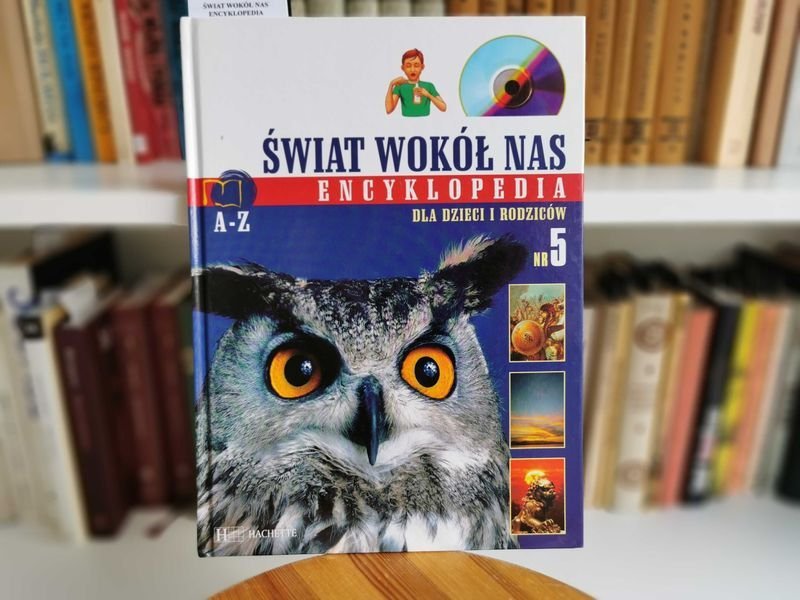 ŚWIAT WOKÓŁ NAS
ENCYKLOPEDIA
ŚWIAT WOKÓŁ NAS
ENCYKLOPEDIA
DLA DZIECI I RODZICÓW
A-Z
NR 5
H HACHETTE